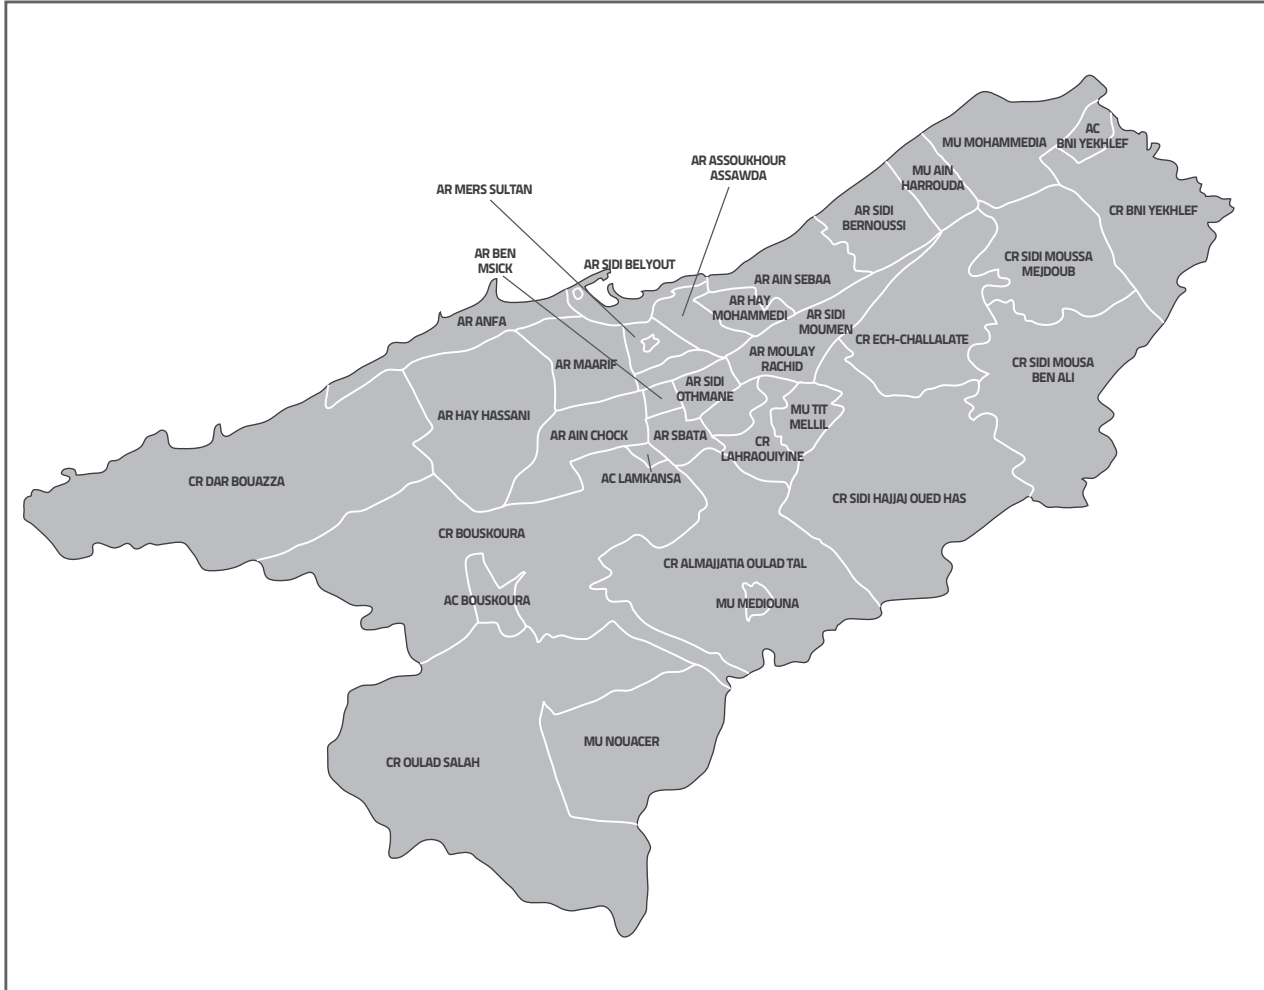 MU MOHAMMEDIA
AC
BNI YEKHLEF
AR ASSOUKHOUR
ASSAWDA
MU AIN
HARROUDA
AR MERS SULTAN
AR SIDI
BERNOUSSI
CR BNI YEKHLEF
AR BEN
MSICK
AR SIDI BELYOUT
CR SIDI MOUSSA
MEJDOUB
AR AIN SEBAA
AR HAY
MOHAMMEDI
AR ANFA
AR SIDI
MOUMEN
CR ECH-CHALLALATE
AR MAARIF
AR MOULAY
RACHID
CR SIDI MOUSA
BEN ALI
AR SIDI
OTHMANE
AR HAY HASSANI
MU TIT
MELLIL
AR AIN CHOCK
AR SBATA
CR
LAHRAOUIYINE
CR DAR BOUAZZA
AC LAMKANSA
CR SIDI HAJJAJ OUED HAS
CR BOUSKOURA
CR ALMAJJATIA OULAD TAL
AC BOUSKOURA
MU MEDIOUNA
MU NOUACER
CR OULAD SALAH